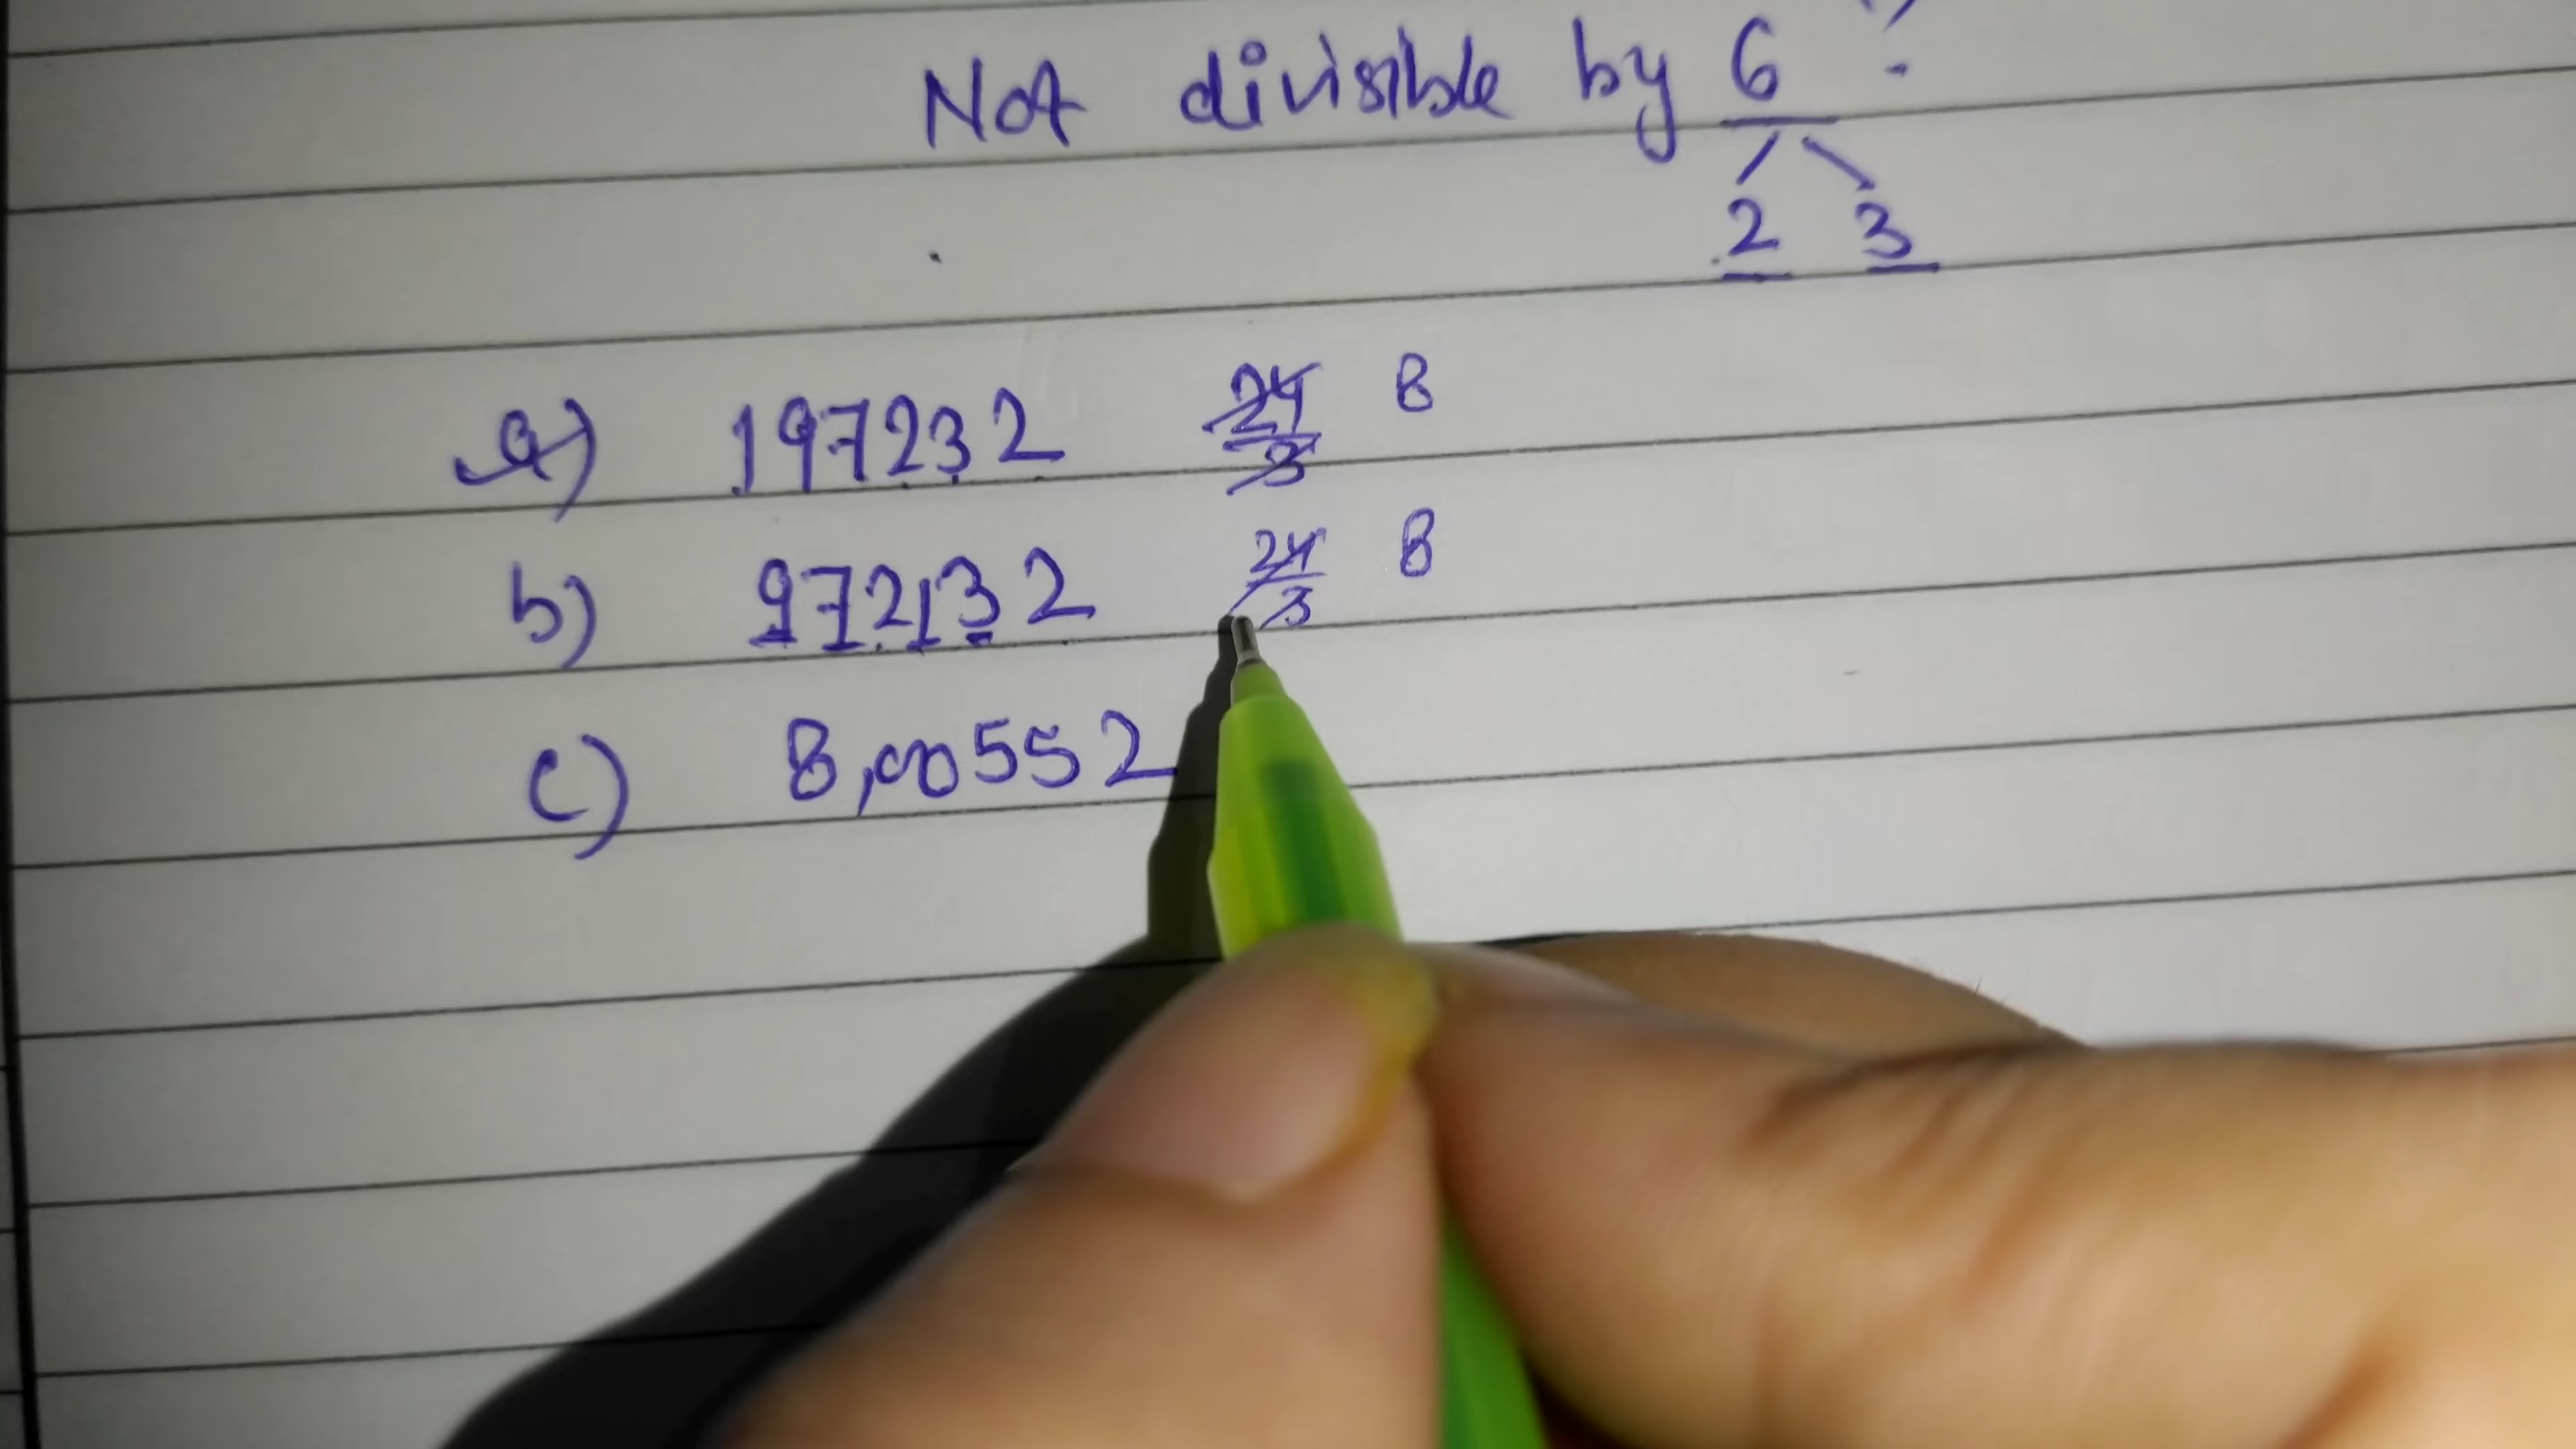 Not divisible by 6 ?
2 3
a) 197232 24/3 8
b) 972132 24/3 8
c) 8,00552